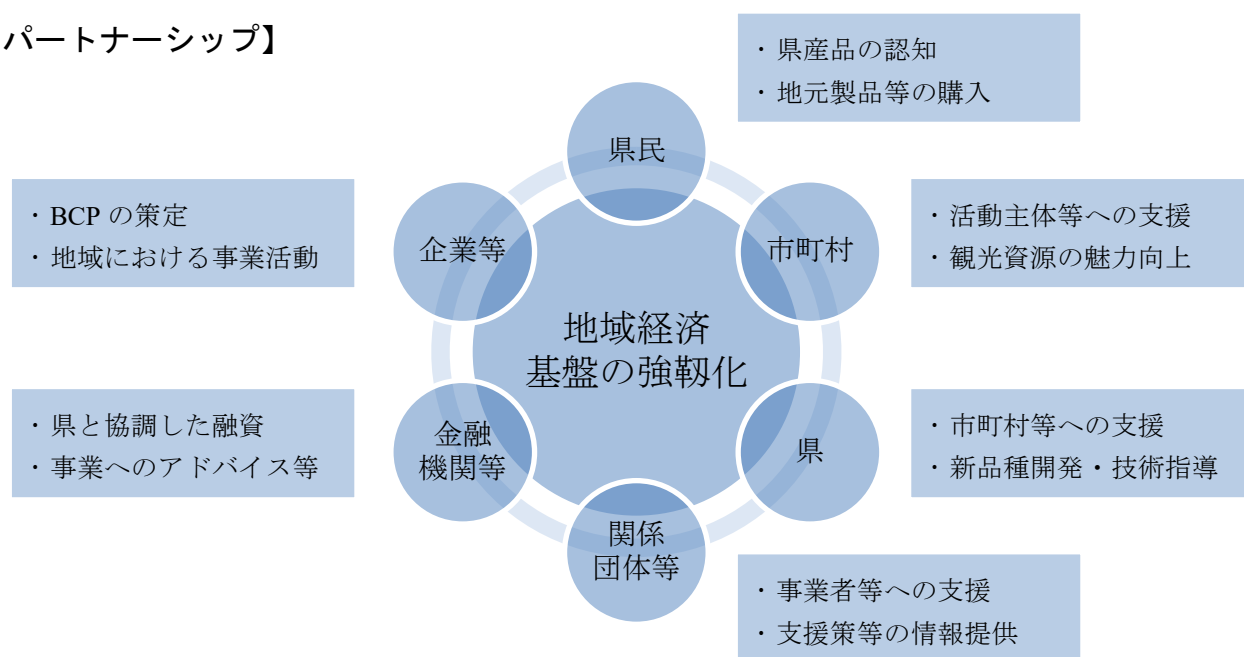 パートナーシップ】
・県産品の認知
・地元製品等の購入
県民
・BCP の策定
・地域における事業活動
企業等
市町村
・活動主体等への支援
・観光資源の魅力向上
地域経済
基盤の強靱化
・県と協調した融資
・事業へのアドバイス等
金融
機関等
県
・市町村等への支援
・新品種開発・技術指導
関係
団体等
・事業者等への支援
・支援策等の情報提供